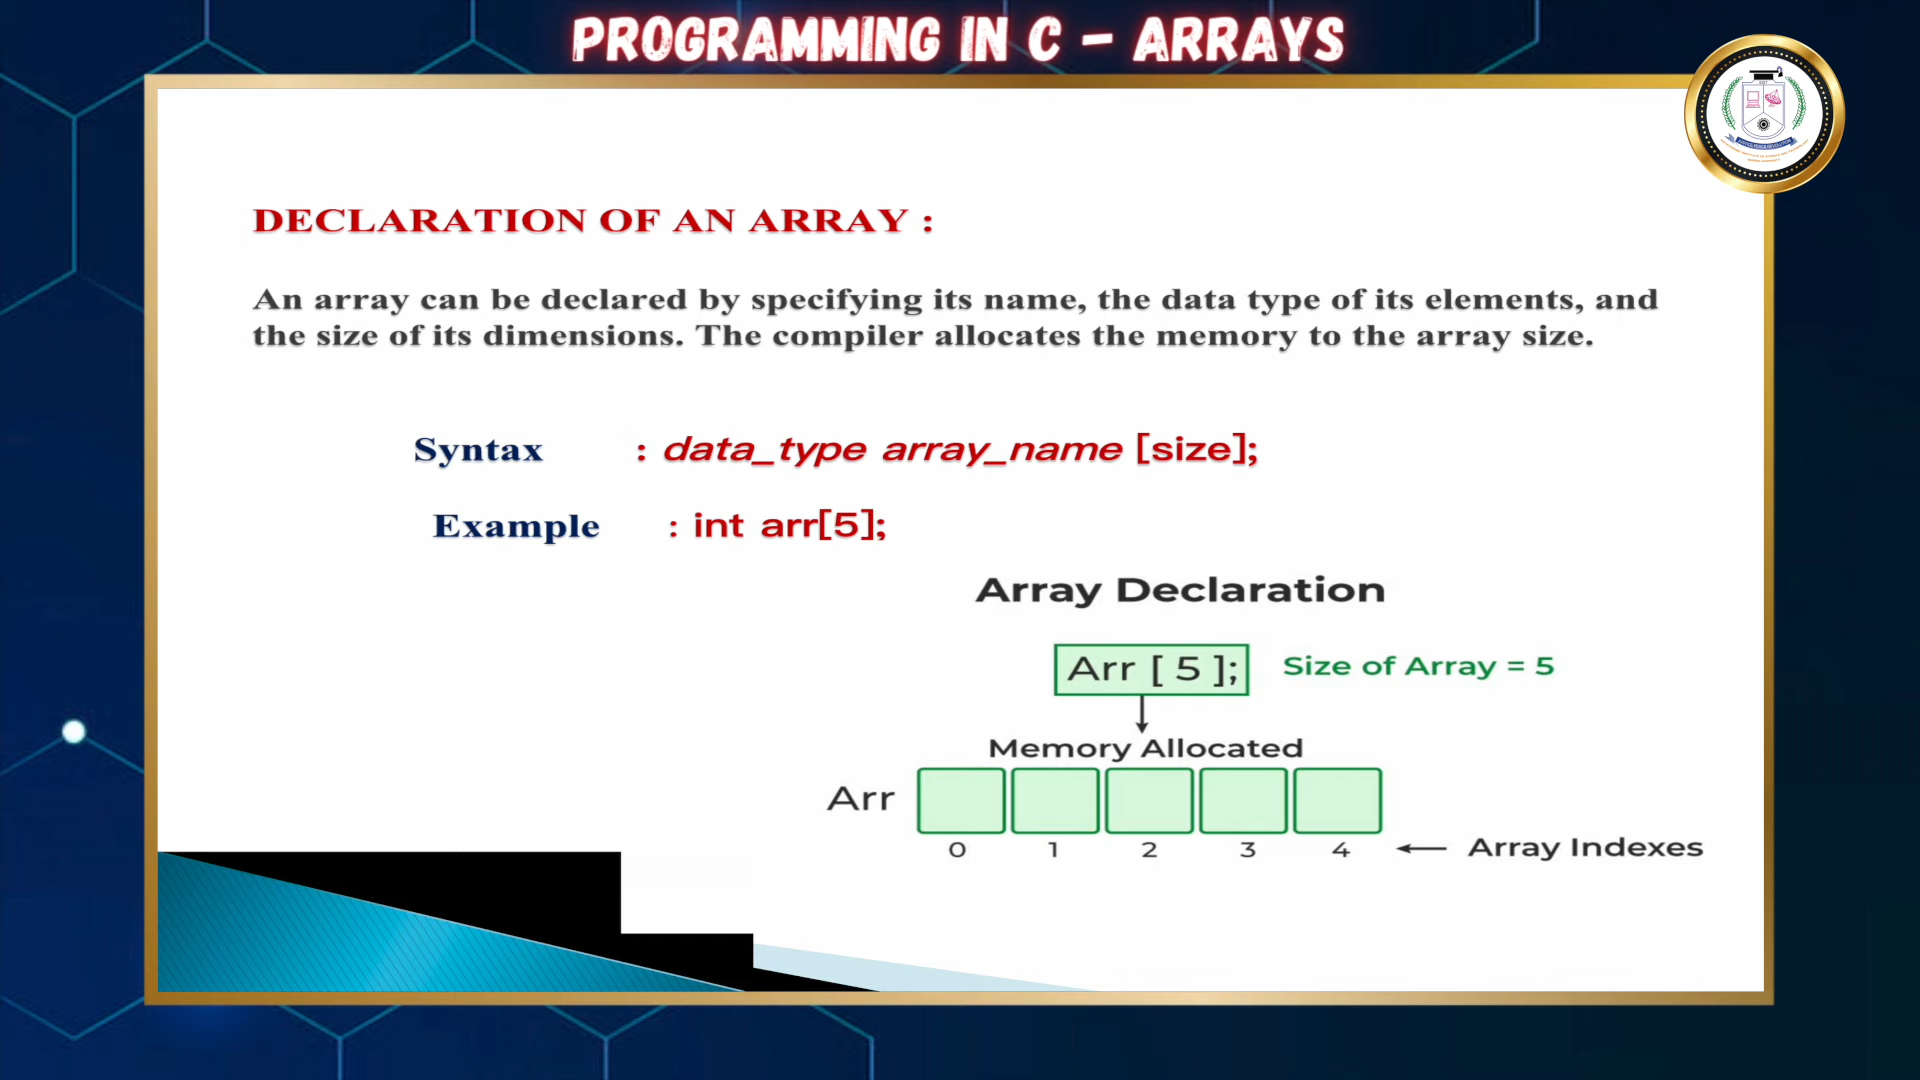 PROGRAMMING IN C – ARRAYS
DECLARATION OF AN ARRAY :
An array can be declared by specifying its name, the data type of its elements, and
the size of its dimensions. The compiler allocates the memory to the array size.
Syntax : data_type array_name [size];
Example : int arr[5];
Array Declaration
Arr [ 5 ]; Size of Array = 5
Memory Allocated
Arr
0 1 2 3 4 Array Indexes